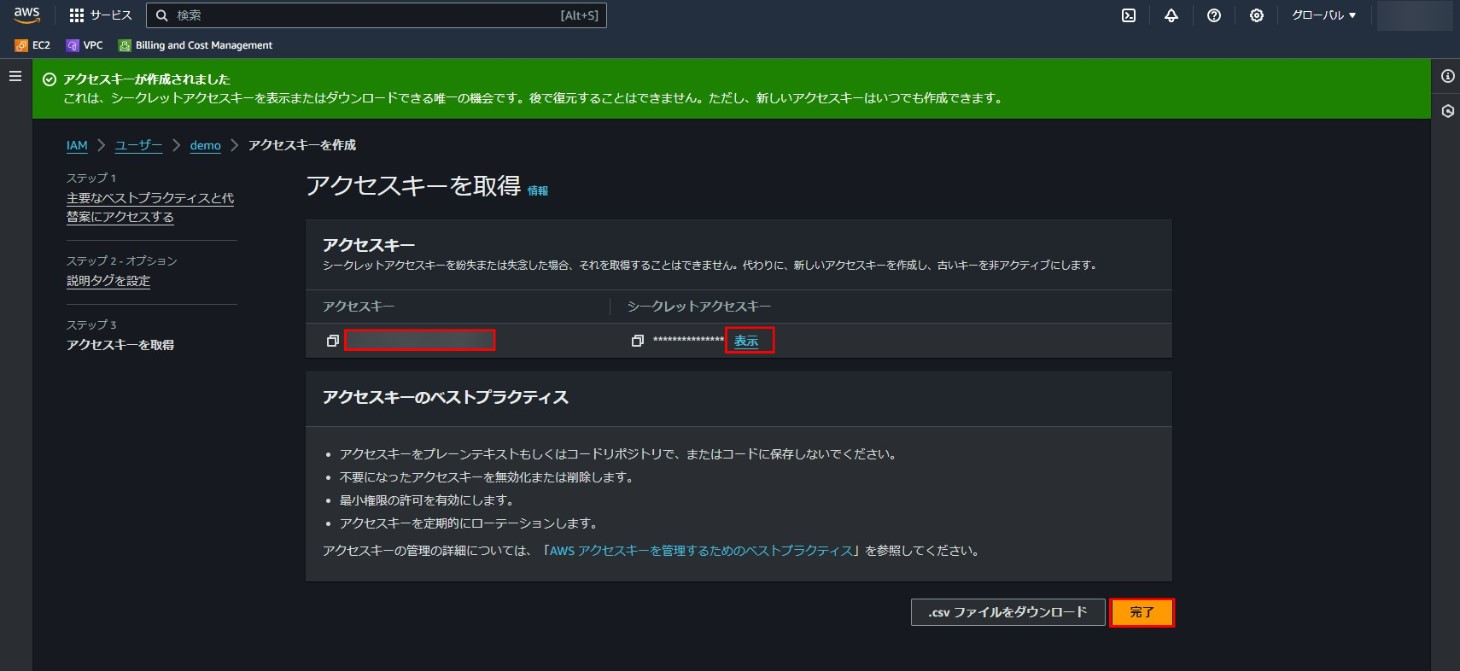 aws
サービス
検索
[Alt+S]
グローバル ▼
EC2
VPC
Billing and Cost Management
アクセスキーが作成されました
これは、シークレットアクセスキーを表示またはダウンロードできる唯一の機会です。後で復元することはできません。ただし、新しいアクセスキーはいつでも作成できます。
IAM > ユーザー > demo > アクセスキーを作成
ステップ 1
主要なベストプラクティスと代
替案にアクセスする
ステップ 2 - オプション
説明タグを設定
ステップ 3
アクセスキーを取得
アクセスキーを取得 情報
アクセスキー
シークレットアクセスキーを紛失または失念した場合、それを取得することはできません。代わりに、新しいアクセスキーを作成し、古いキーを非アクティブにします。
アクセスキー
シークレットアクセスキー
*************** 表示
アクセスキーのベストプラクティス
• アクセスキーをプレーンテキストもしくはコードリポジトリで、またはコードに保存しないでください。
• 不要になったアクセスキーを無効化または削除します。
• 最小権限の許可を有効にします。
• アクセスキーを定期的にローテーションします。
アクセスキーの管理の詳細については、「AWS アクセスキーを管理するためのベストプラクティス」を参照してください。
.csv ファイルをダウンロード
完了